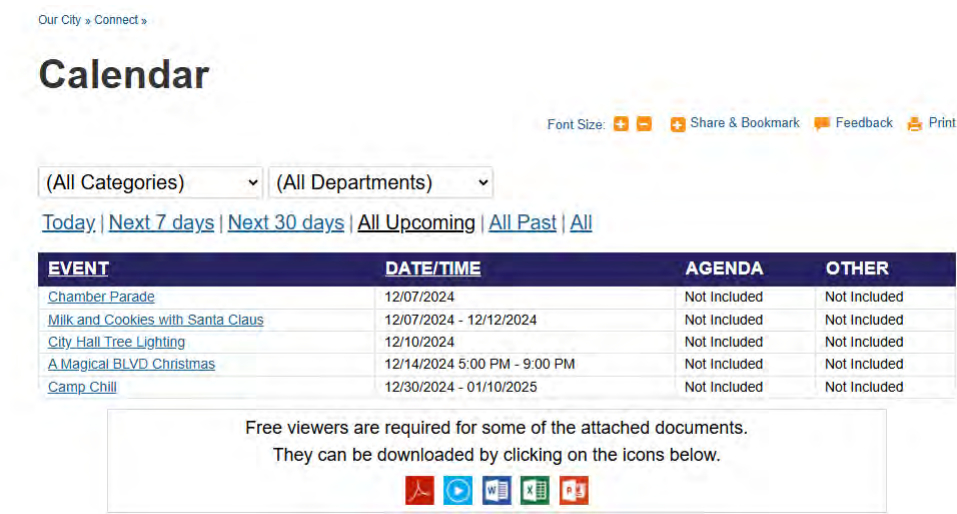 Our City » Connect »
Calendar
Font Size: Share & Bookmark Feedback Print
(All Categories) (All Departments)
Today | Next 7 days | Next 30 days | All Upcoming | All Past | All
EVENT DATE/TIME AGENDA OTHER
Chamber Parade 12/07/2024 Not Included Not Included
Milk and Cookies with Santa Claus 12/07/2024 - 12/12/2024 Not Included Not Included
City Hall Tree Lighting 12/10/2024 Not Included Not Included
A Magical BLVD Christmas 12/14/2024 5:00 PM - 9:00 PM Not Included Not Included
Camp Chill 12/30/2024 - 01/10/2025 Not Included Not Included
Free viewers are required for some of the attached documents.
They can be downloaded by clicking on the icons below.